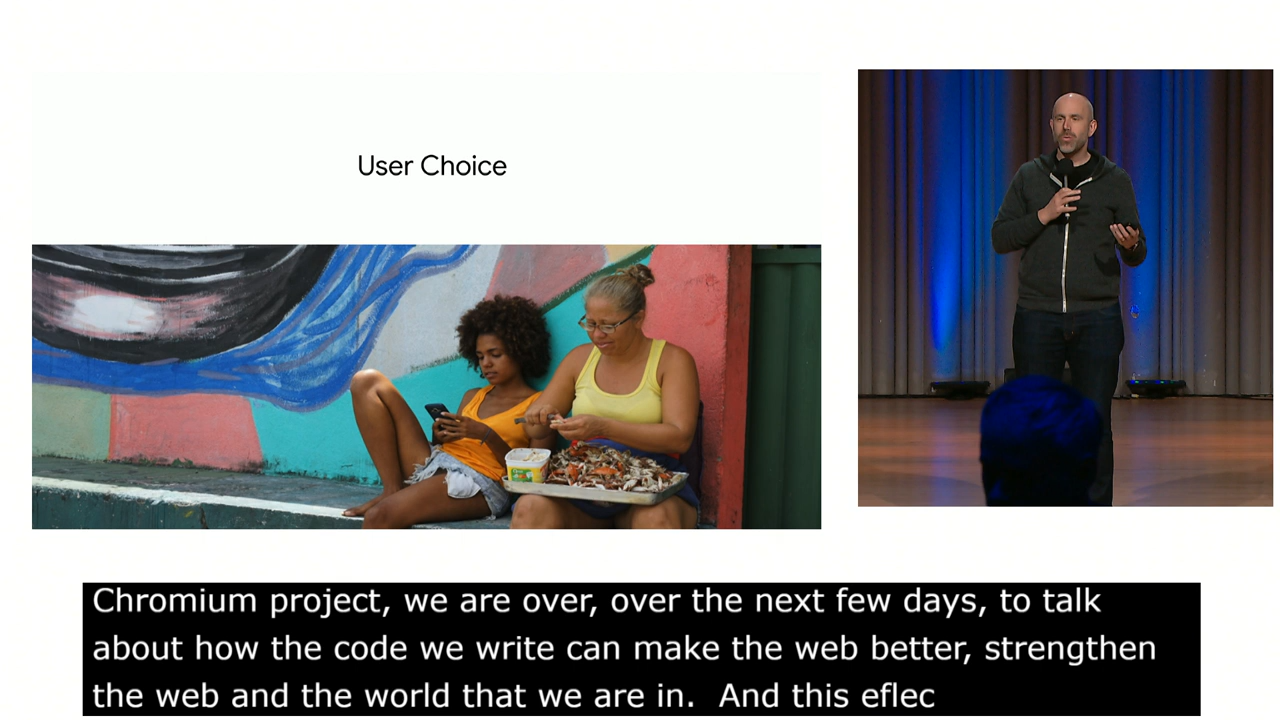 User Choice
Chromium project, we are over, over the next few days, to talk
about how the code we write can make the web better, strengthen
the web and the world that we are in.  And this eflec